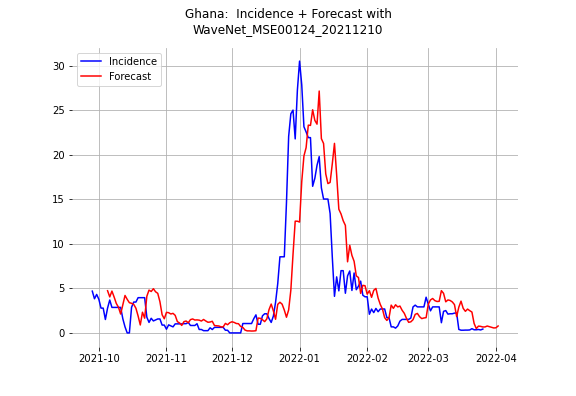 Ghana:  Incidence + Forecast with
WaveNet_MSE00124_20211210
Incidence
Forecast
30
25
20
15
10
5
0
2021-10 2021-11 2021-12 2022-01 2022-02 2022-03 2022-04